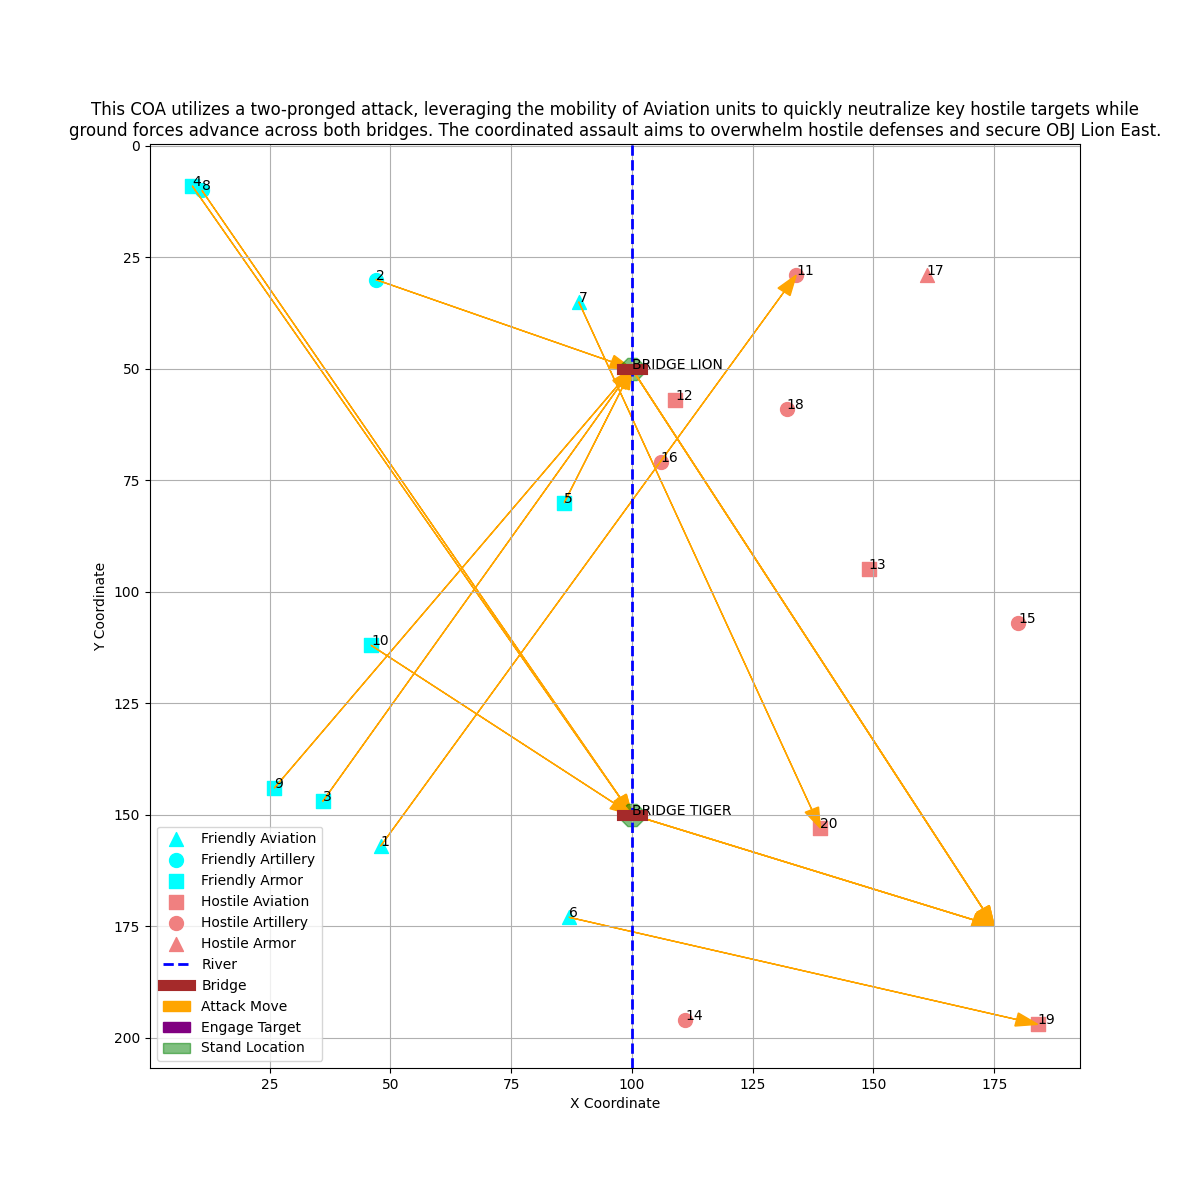 This COA utilizes a two-pronged attack, leveraging the mobility of Aviation units to quickly neutralize key hostile targets while
ground forces advance across both bridges. The coordinated assault aims to overwhelm hostile defenses and secure OBJ Lion East.
0
4
8
25
2
11
17
7
50
BRIDGE LION
12
18
16
75
5
13
100
15
Y Coordinate
10
125
9
3
150
BRIDGE TIGER
20
1
Friendly Aviation
Friendly Artillery
Friendly Armor
Hostile Aviation
Hostile Artillery
Hostile Armor
River
Bridge
Attack Move
Engage Target
Stand Location
6
175
14
19
200
25
50
75
100
125
150
175
X Coordinate